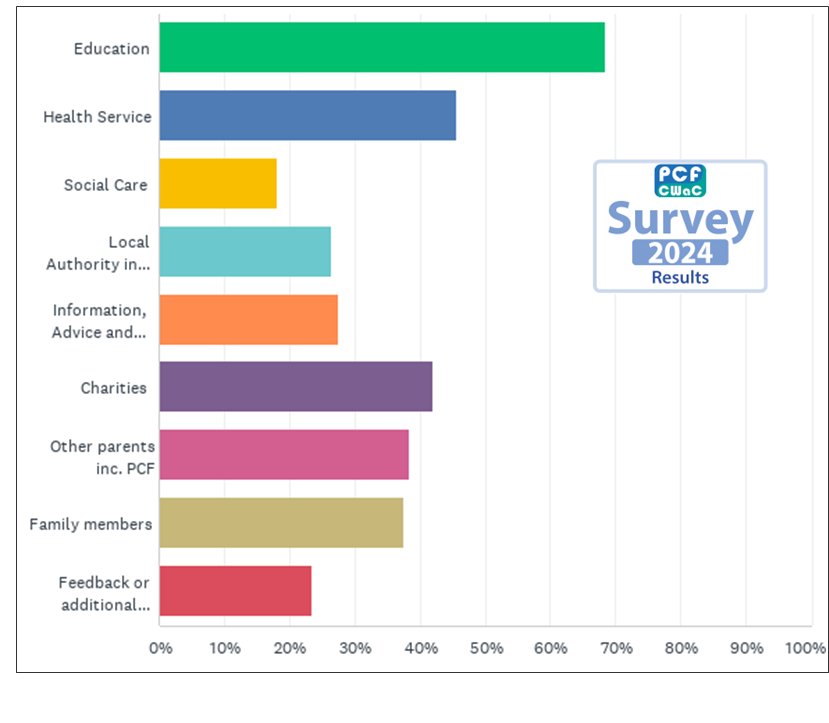 Education
Health Service
Social Care
Local
Authority in...
Information,
Advice and...
Charities
Other parents
inc. PCF
Family members
Feedback or
additional...
0% 10% 20% 30% 40% 50% 60% 70% 80% 90% 100%
PCF
CWaC
Survey
2024
Results